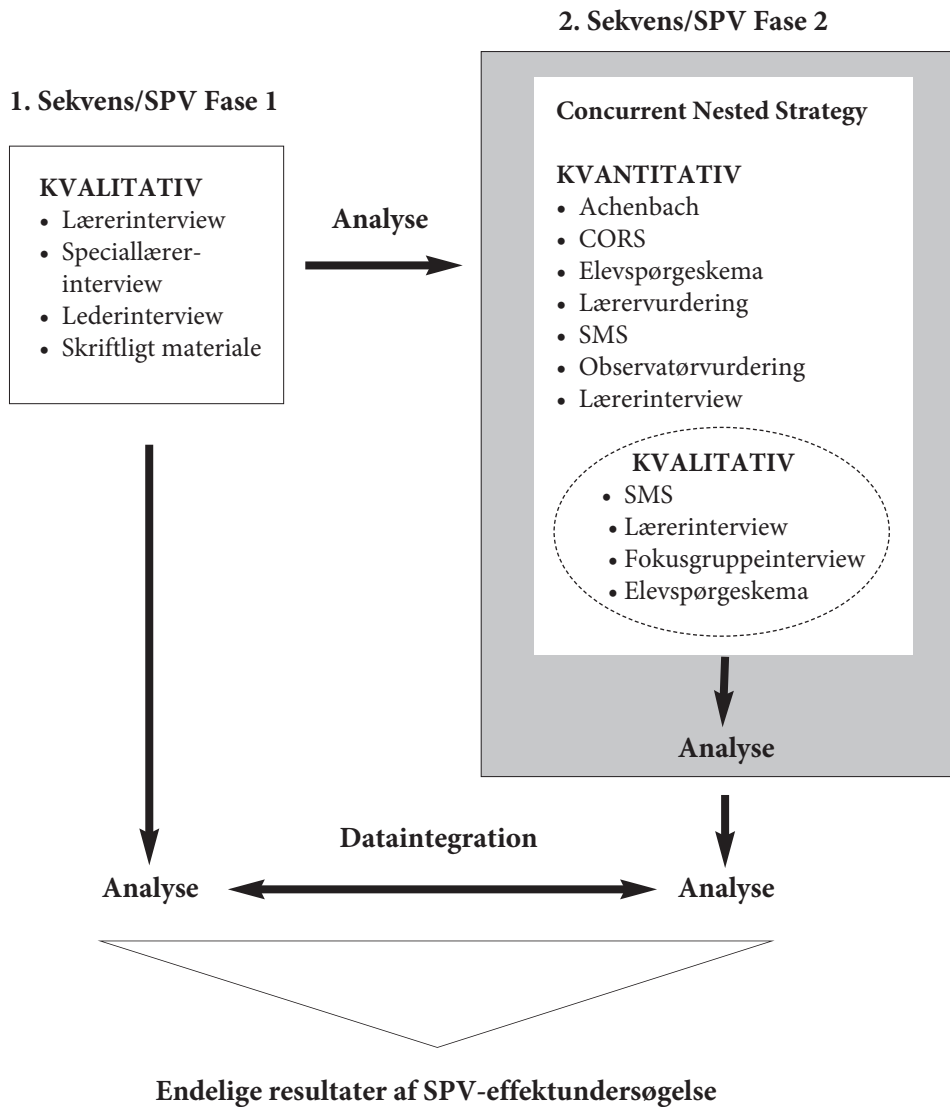 1. Sekvens/SPV Fase 1
KVALITATIV
• Lærerinterview
• Speciallærer-
interview
• Lederinterview
• Skriftligt materiale
Analyse
2. Sekvens/SPV Fase 2
Concurrent Nested Strategy
KVANTITATIV
• Achenbach
• CORS
• Elevspørgeskema
• Lærervurdering
• SMS
• Observatørvurdering
• Lærerinterview
KVALITATIV
• SMS
• Lærerinterview
• Fokusgruppeinterview
• Elevspørgeskema
Analyse
Dataintegration
Analyse
Analyse
Endelige resultater af SPV-effektundersøgelse